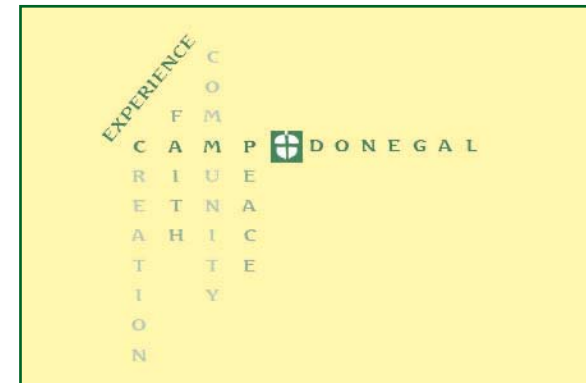 EXPERIENCE
CAMP DONEGAL
CREATION
FAITH
COMMUNITY
PEACE